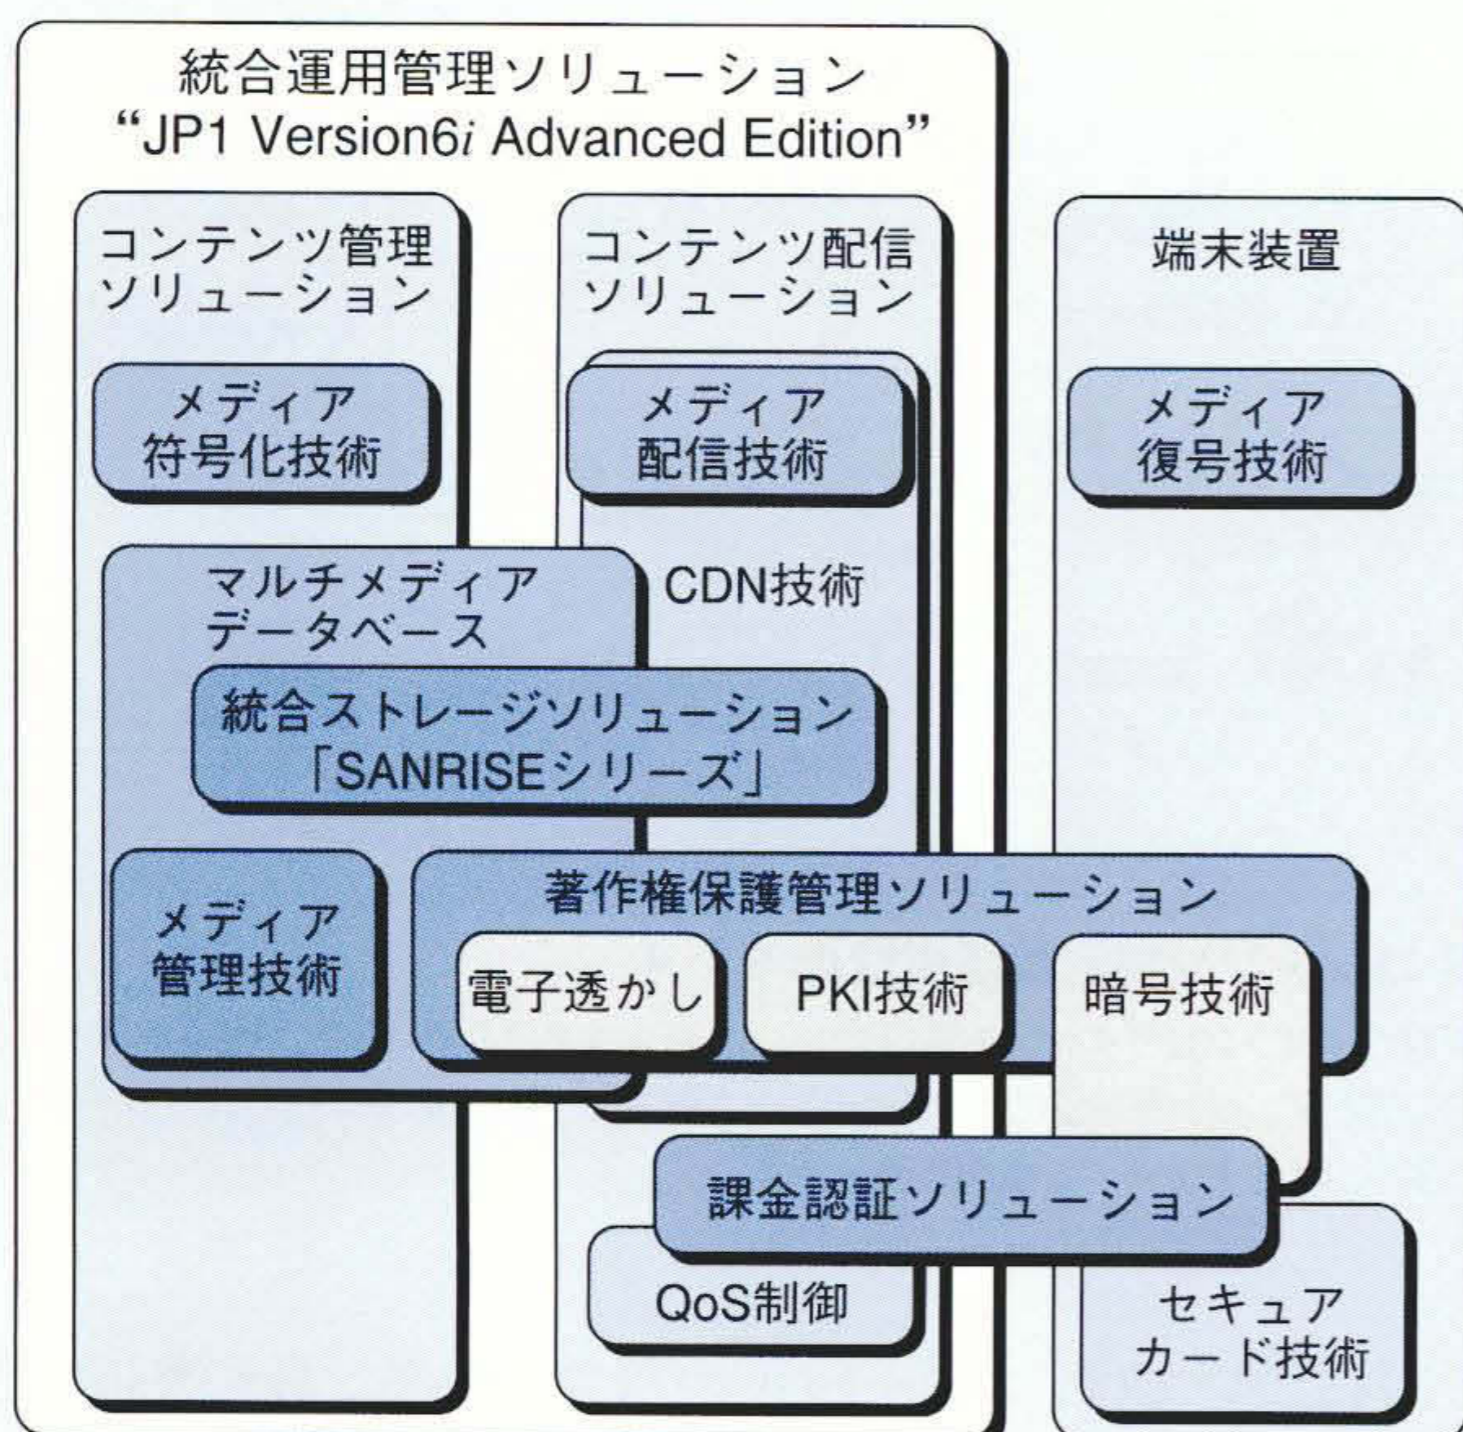 統合運用管理ソリューション
“JP1 Version6i Advanced Edition”
コンテンツ管理
ソリューション
コンテンツ配信
ソリューション
端末装置
メディア
符号化技術
メディア
配信技術
メディア
復号技術
マルチメディア
データベース
CDN技術
統合ストレージソリューション
「SANRISEシリーズ」
メディア
管理技術
著作権保護管理ソリューション
電子透かし
PKI技術
暗号技術
課金認証ソリューション
QoS制御
セキュア
カード技術